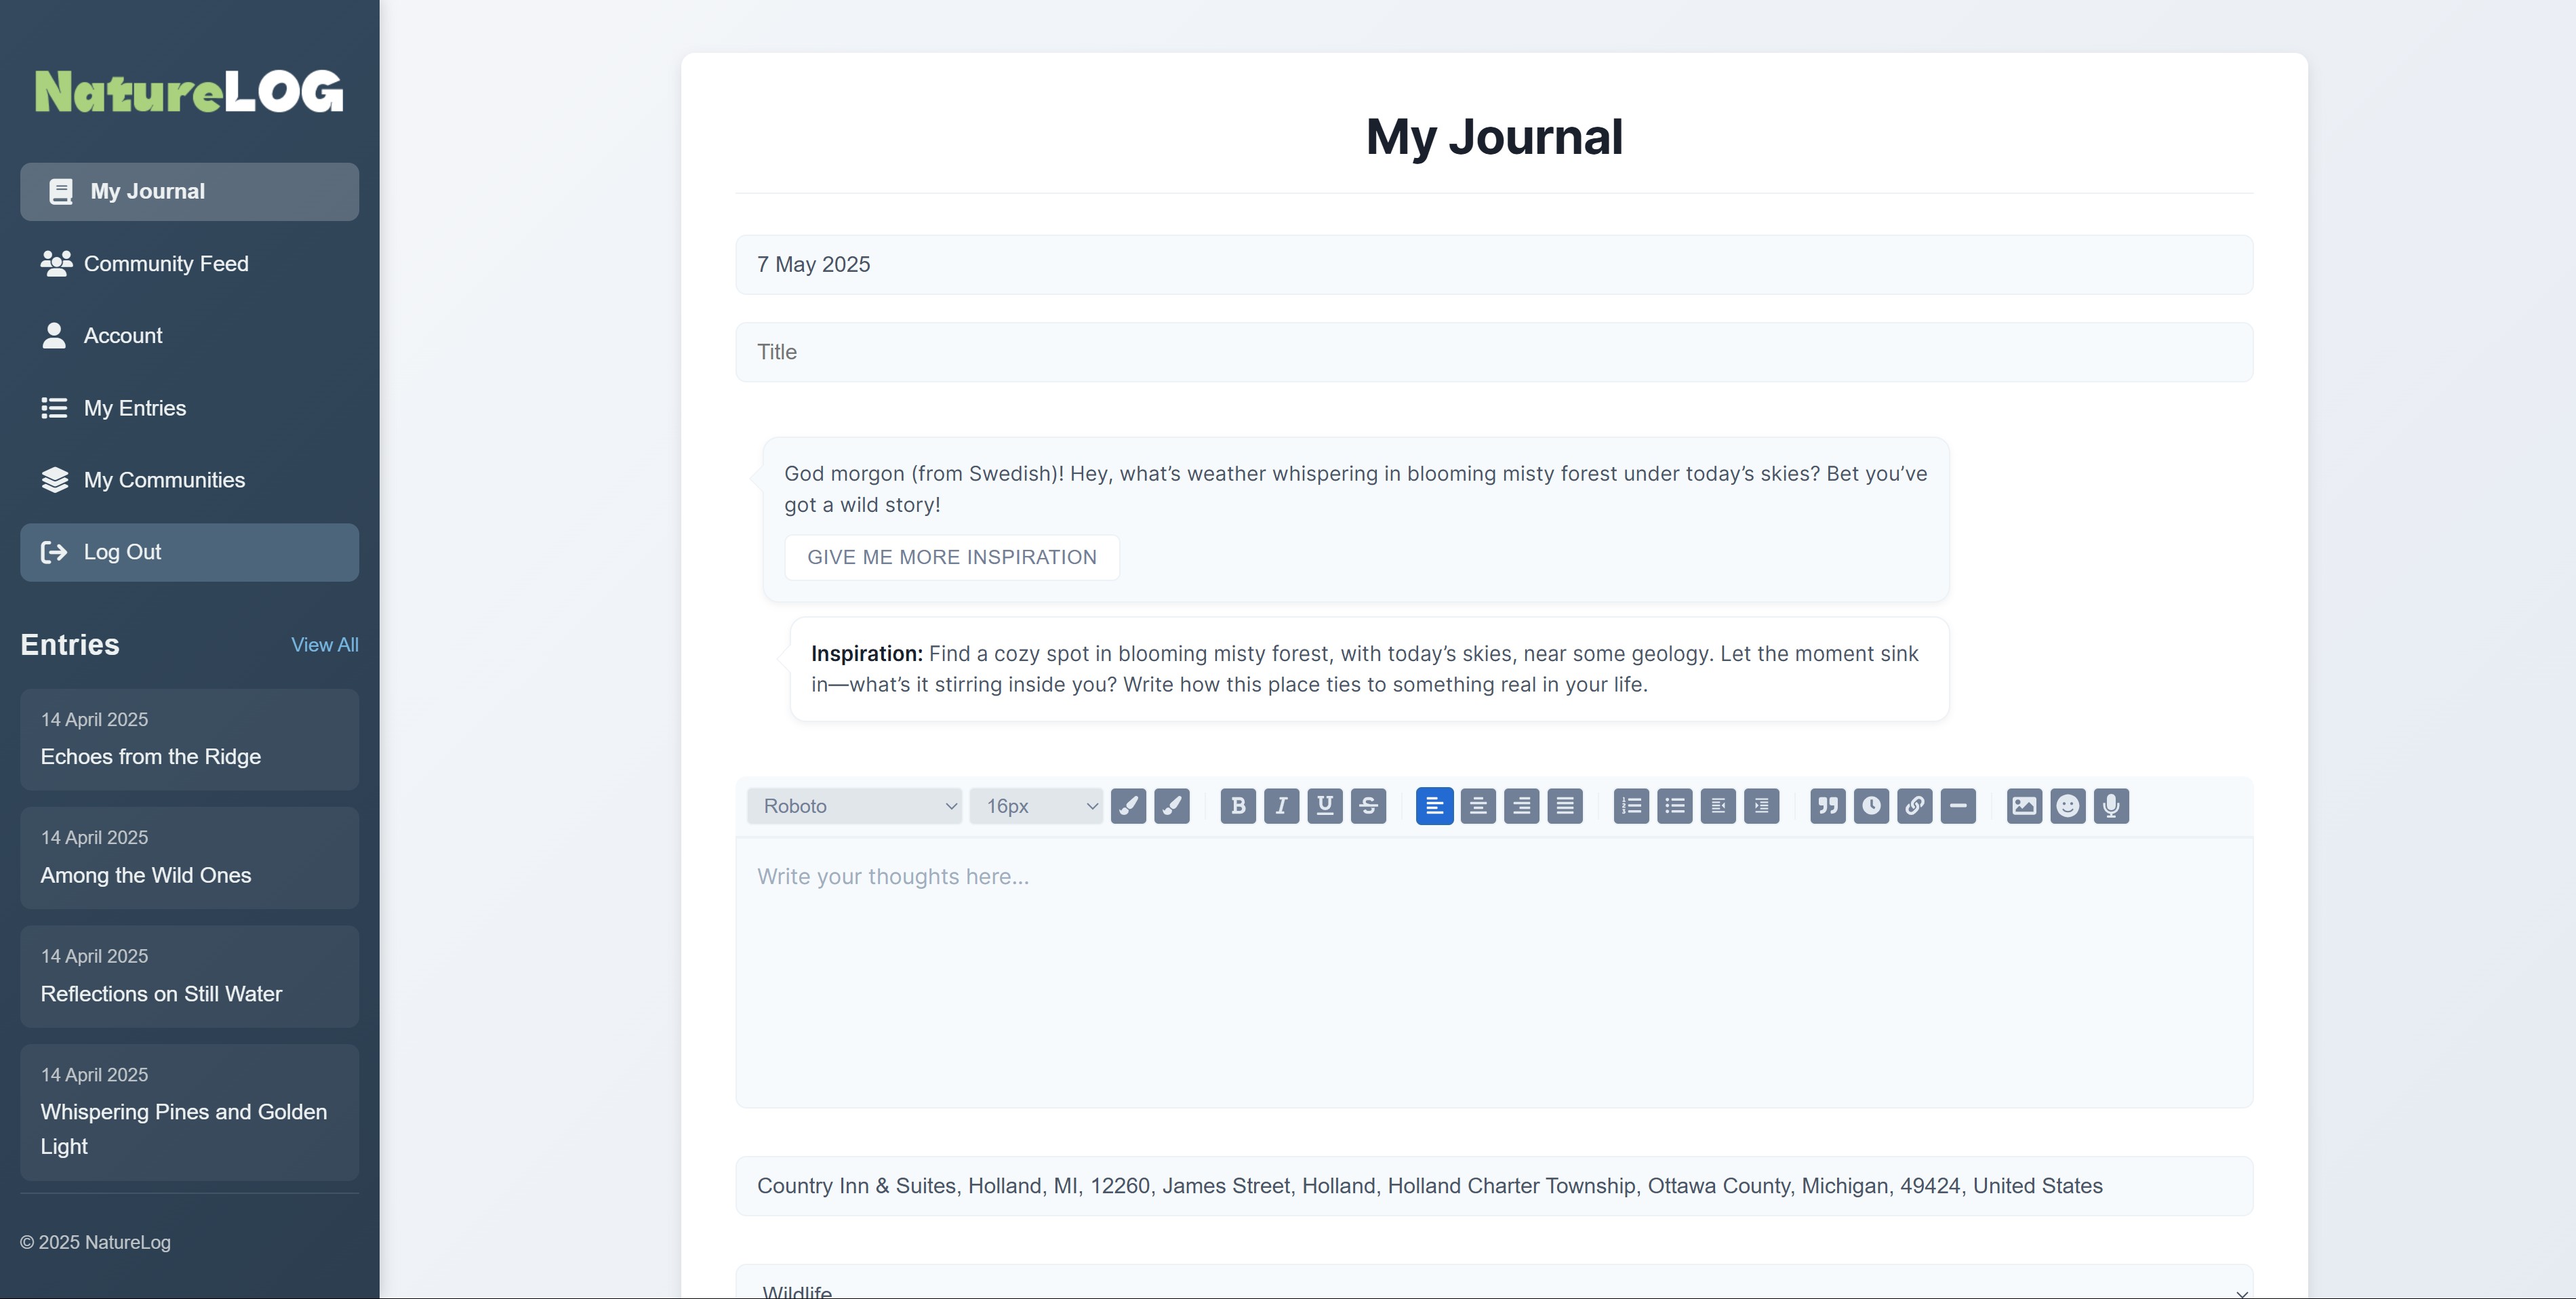 NatureLOG
My Journal
Community Feed
Account
My Entries
My Communities
Log Out
Entries
View All
14 April 2025
Echoes from the Ridge
14 April 2025
Among the Wild Ones
14 April 2025
Reflections on Still Water
14 April 2025
Whispering Pines and Golden
Light
© 2025 NatureLog
My Journal
7 May 2025
Title
God morgon (from Swedish)! Hey, what’s weather whispering in blooming misty forest under today’s skies? Bet you’ve
got a wild story!
GIVE ME MORE INSPIRATION
Inspiration: Find a cozy spot in blooming misty forest, with today’s skies, near some geology. Let the moment sink
in—what’s it stirring inside you? Write how this place ties to something real in your life.
Roboto
16px
B I U S
Write your thoughts here...
Country Inn & Suites, Holland, MI, 12260, James Street, Holland, Holland Charter Township, Ottawa County, Michigan, 49424, United States
Wildlife